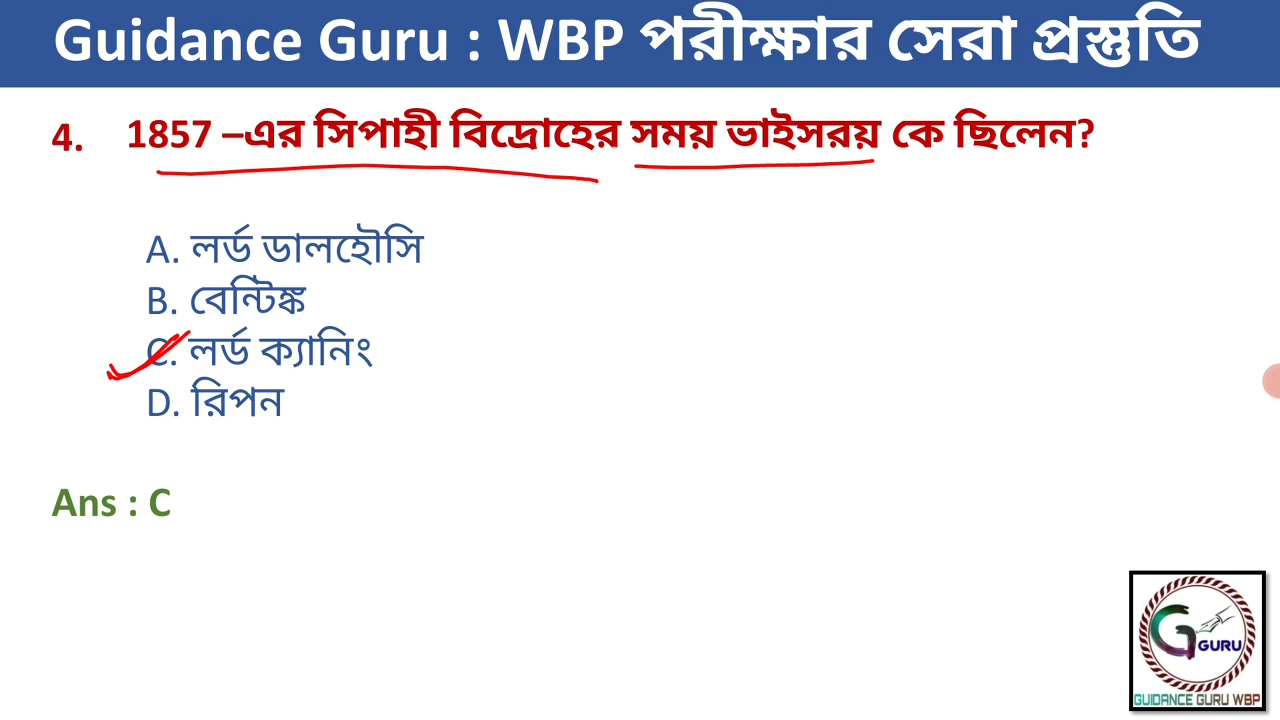 Guidance Guru : WBP পরীক্ষার সেরা প্রস্তুতি
4. 1857 –এর সিপাহী বিদ্রোহের সময় ভাইসরয় কে ছিলেন?
A. লর্ড ডালহৌসি
B. বেন্টিঙ্ক
C. লর্ড ক্যানিং
D. রিপন
Ans : C
G GURU
GUIDANCE GURU WBP